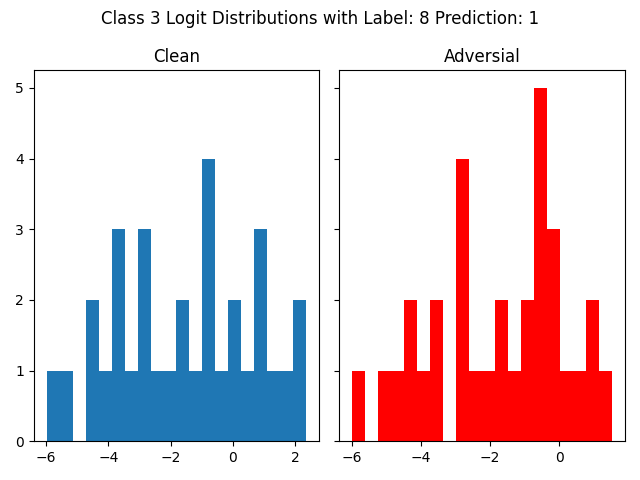 Class 3 Logit Distributions with Label: 8 Prediction: 1
Clean
Adversial
5
4
3
2
1
0
−6 −4 −2 0 2
−6 −4 −2 0